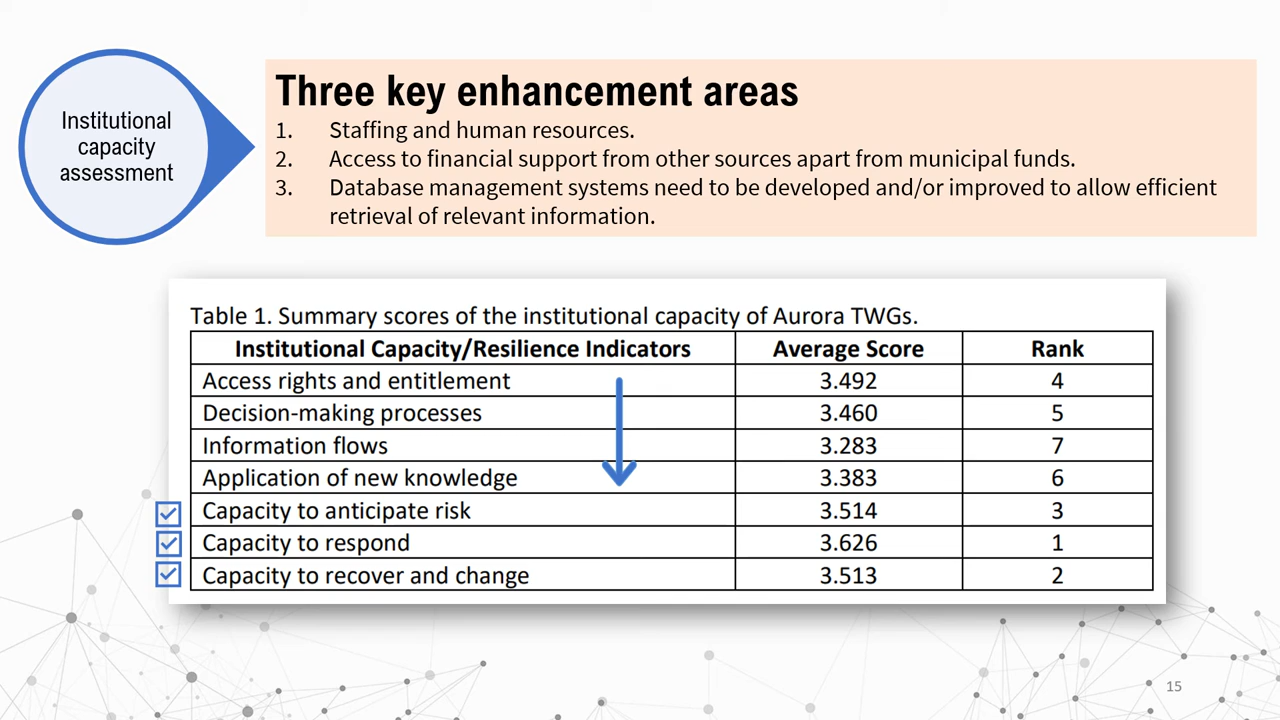 Institutional
capacity
assessment
Three key enhancement areas
1. Staffing and human resources.
2. Access to financial support from other sources apart from municipal funds.
3. Database management systems need to be developed and/or improved to allow efficient
retrieval of relevant information.
Table 1. Summary scores of the institutional capacity of Aurora TWGs.
Institutional Capacity/Resilience Indicators Average Score Rank
Access rights and entitlement 3.492 4
Decision-making processes 3.460 5
Information flows 3.283 7
Application of new knowledge 3.383 6
Capacity to anticipate risk 3.514 3
Capacity to respond 3.626 1
Capacity to recover and change 3.513 2
15